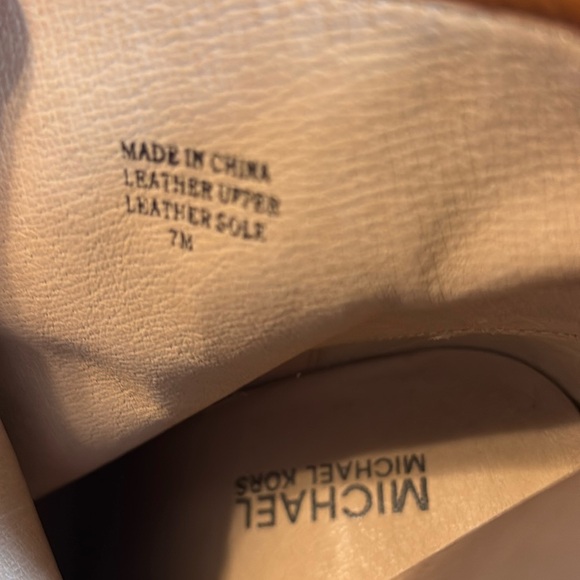 MADE IN CHINA
LEATHER UPPER
LEATHER SOLE
7M
MICHAEL
MICHAEL KORS